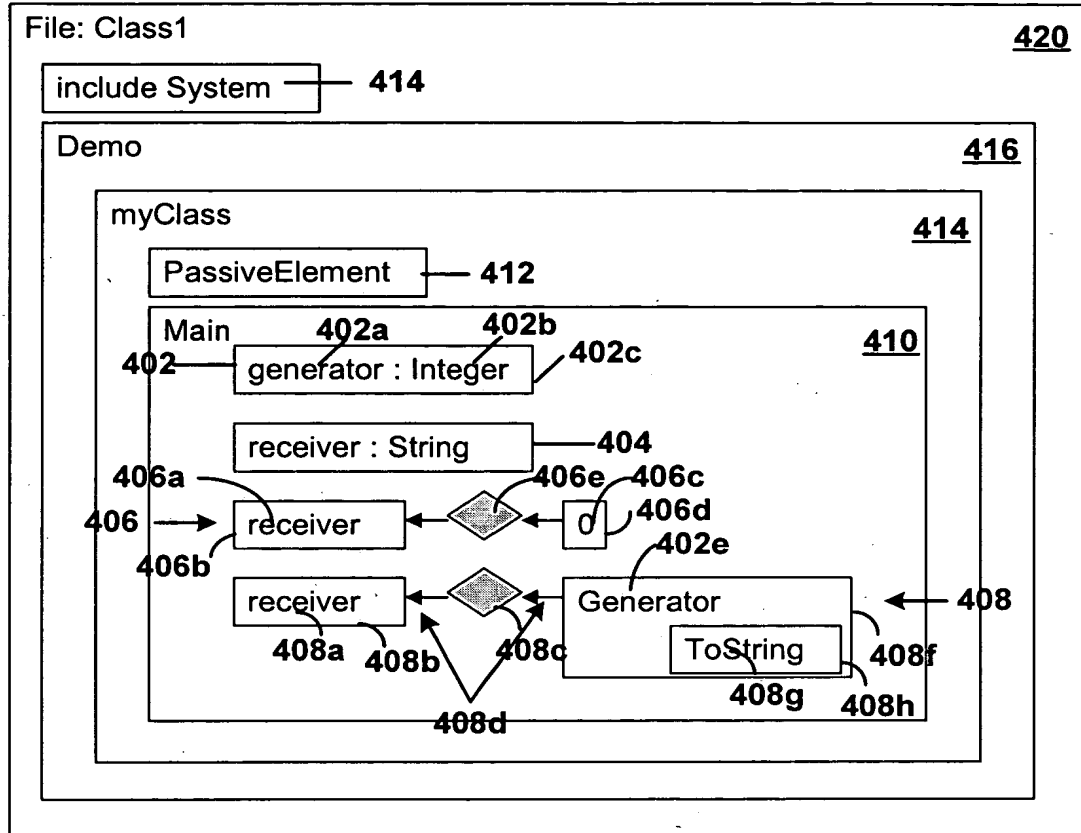 File: Class1 420
include System 414
Demo 416
myClass 414
PassiveElement 412
Main 402a 402b 410
402 generator : Integer 402c
receiver : String 404
406a 406e 406c
406 receiver 0 406d
406b 402e
receiver Generator 408
408a 408b 408c ToString 408f
408d 408g 408h